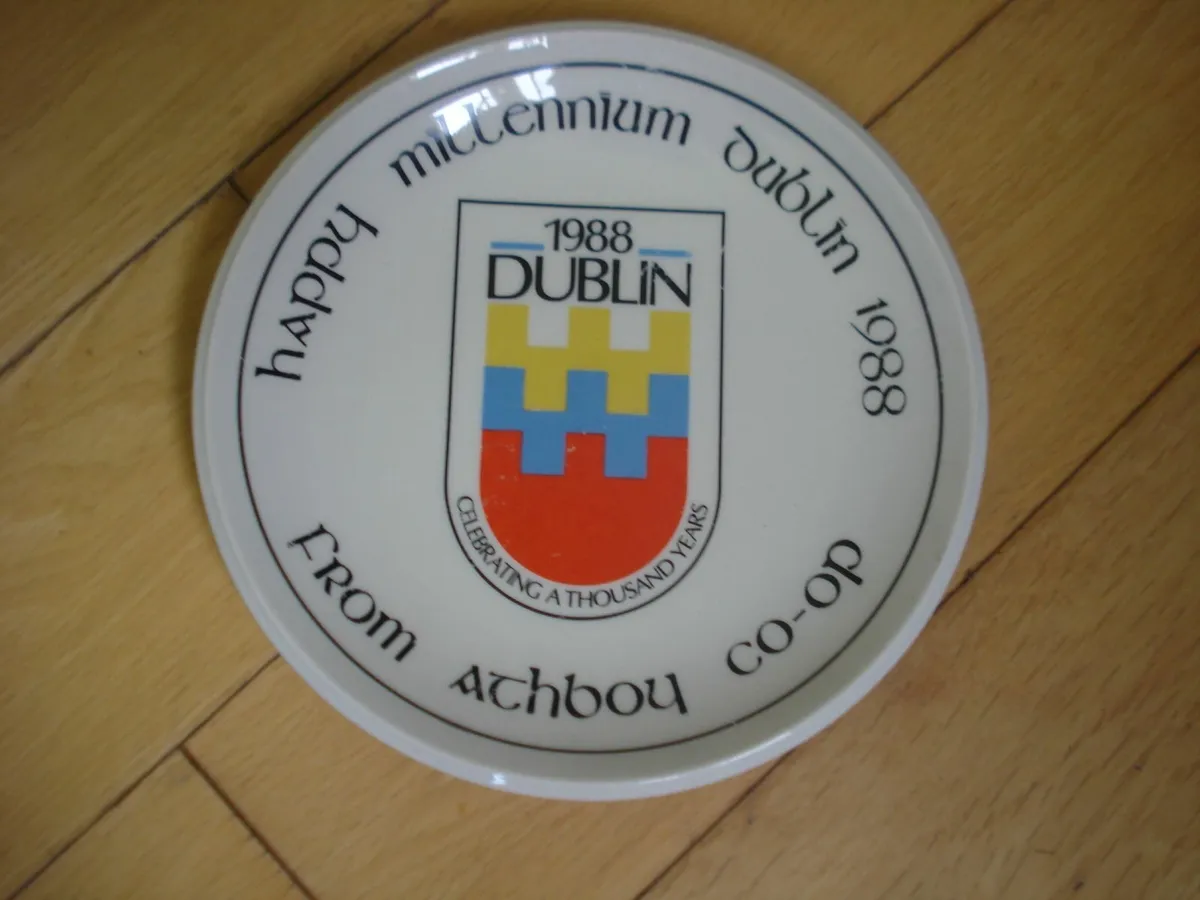 happy millennium dublin 1988
1988
DUBLIN
CELEBRATING A THOUSAND YEARS
from athboy co-op